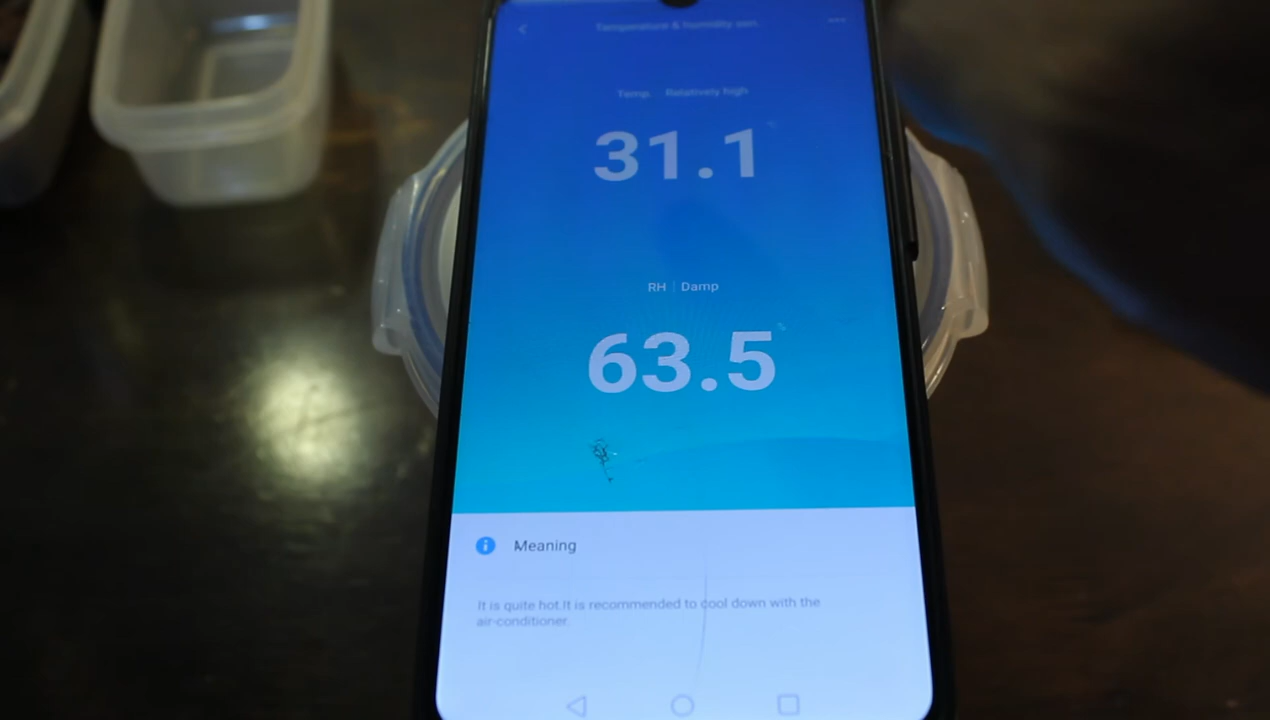 Temperature & humidity sen.
Temp. Relatively high
31.1
RH | Damp
63.5
Meaning
It is quite hot.It is recommended to cool down with the
air-conditioner.